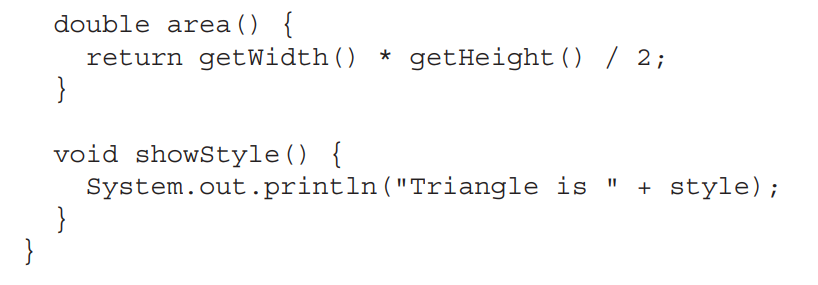 double area() {
return getWidth() * getHeight() / 2;
}
void showStyle() {
System.out.println("Triangle is " + style);
}
}